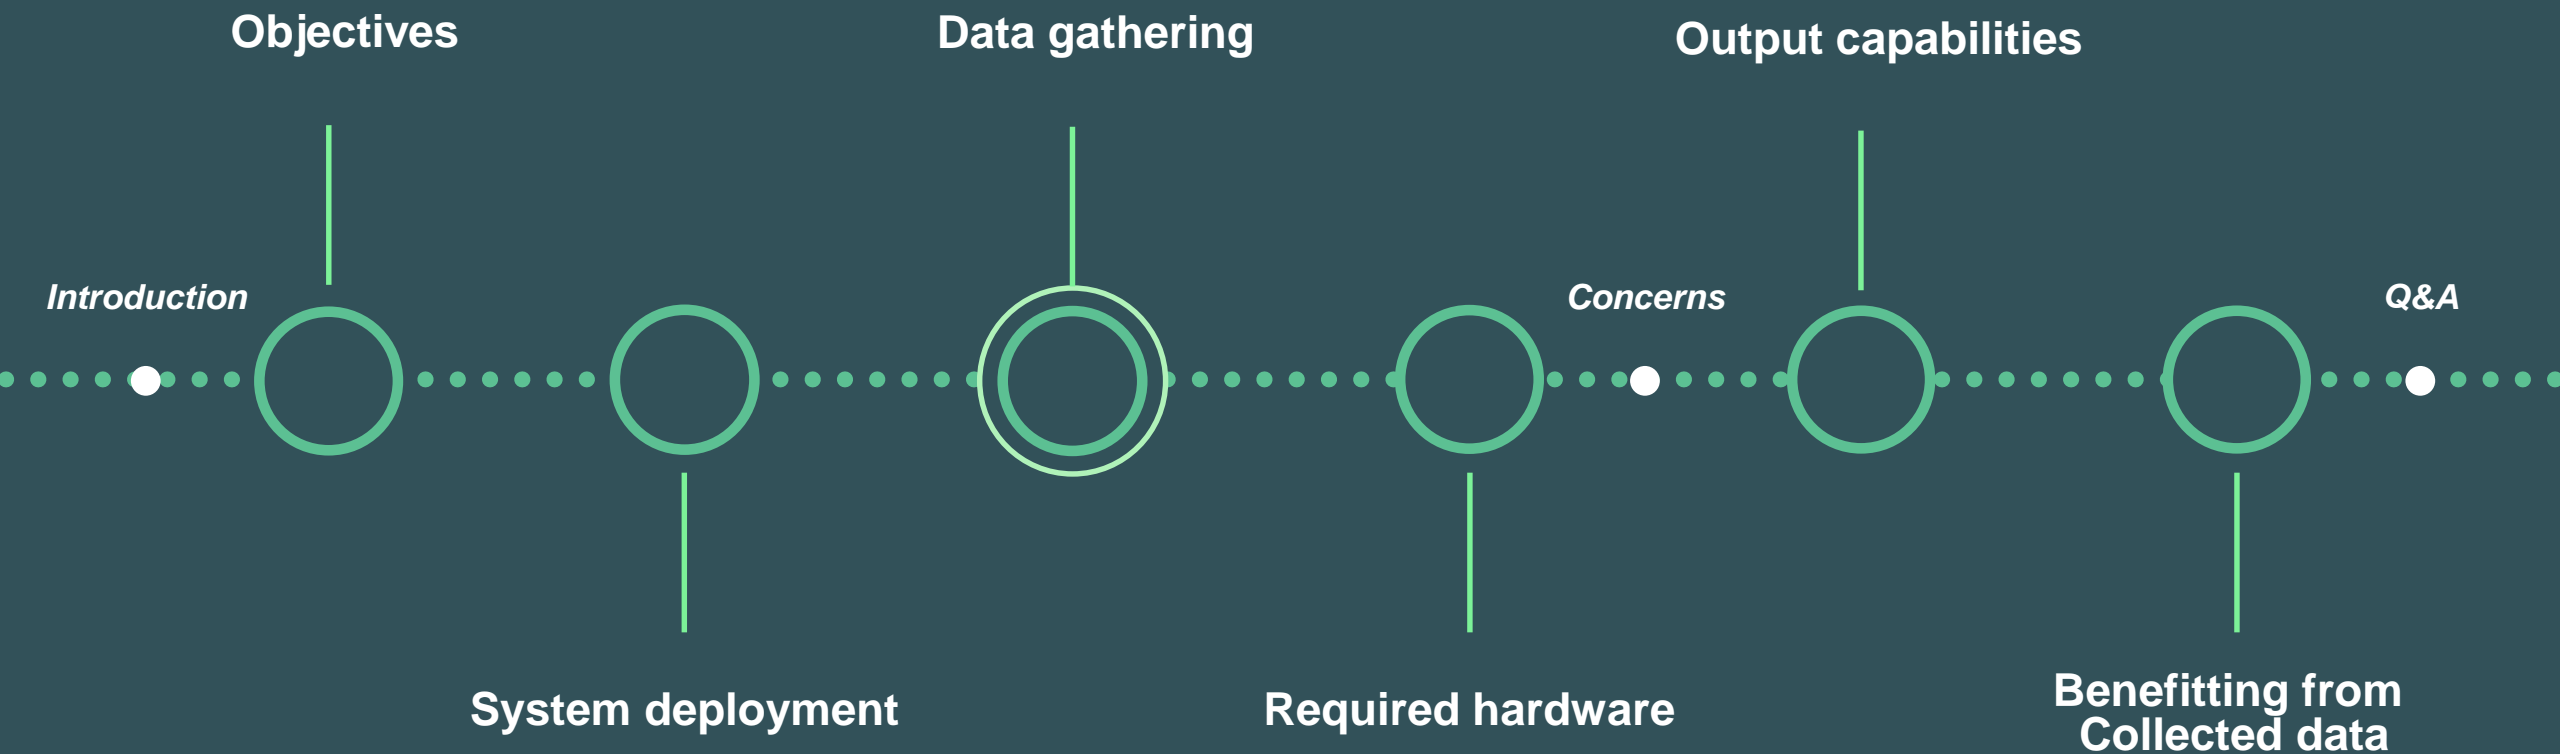 Objectives
Data gathering
Output capabilities
Introduction
Concerns
Q&A
System deployment
Required hardware
Benefitting from
Collected data